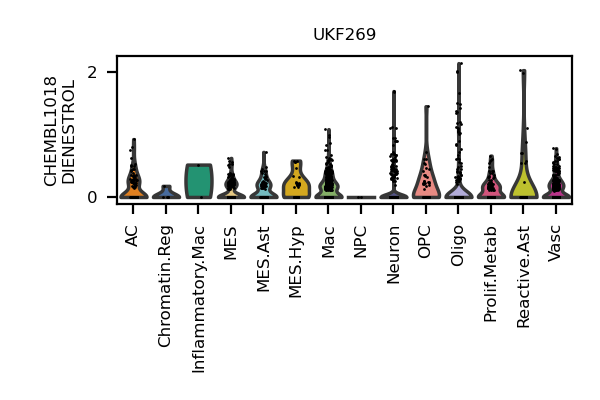 UKF269
CHEMBL1018
DIENESTROL
2
0
AC
Chromatin.Reg
Inflammatory.Mac
MES
MES.Ast
MES.Hyp
Mac
NPC
Neuron
OPC
Oligo
Prolif.Metab
Reactive.Ast
Vasc